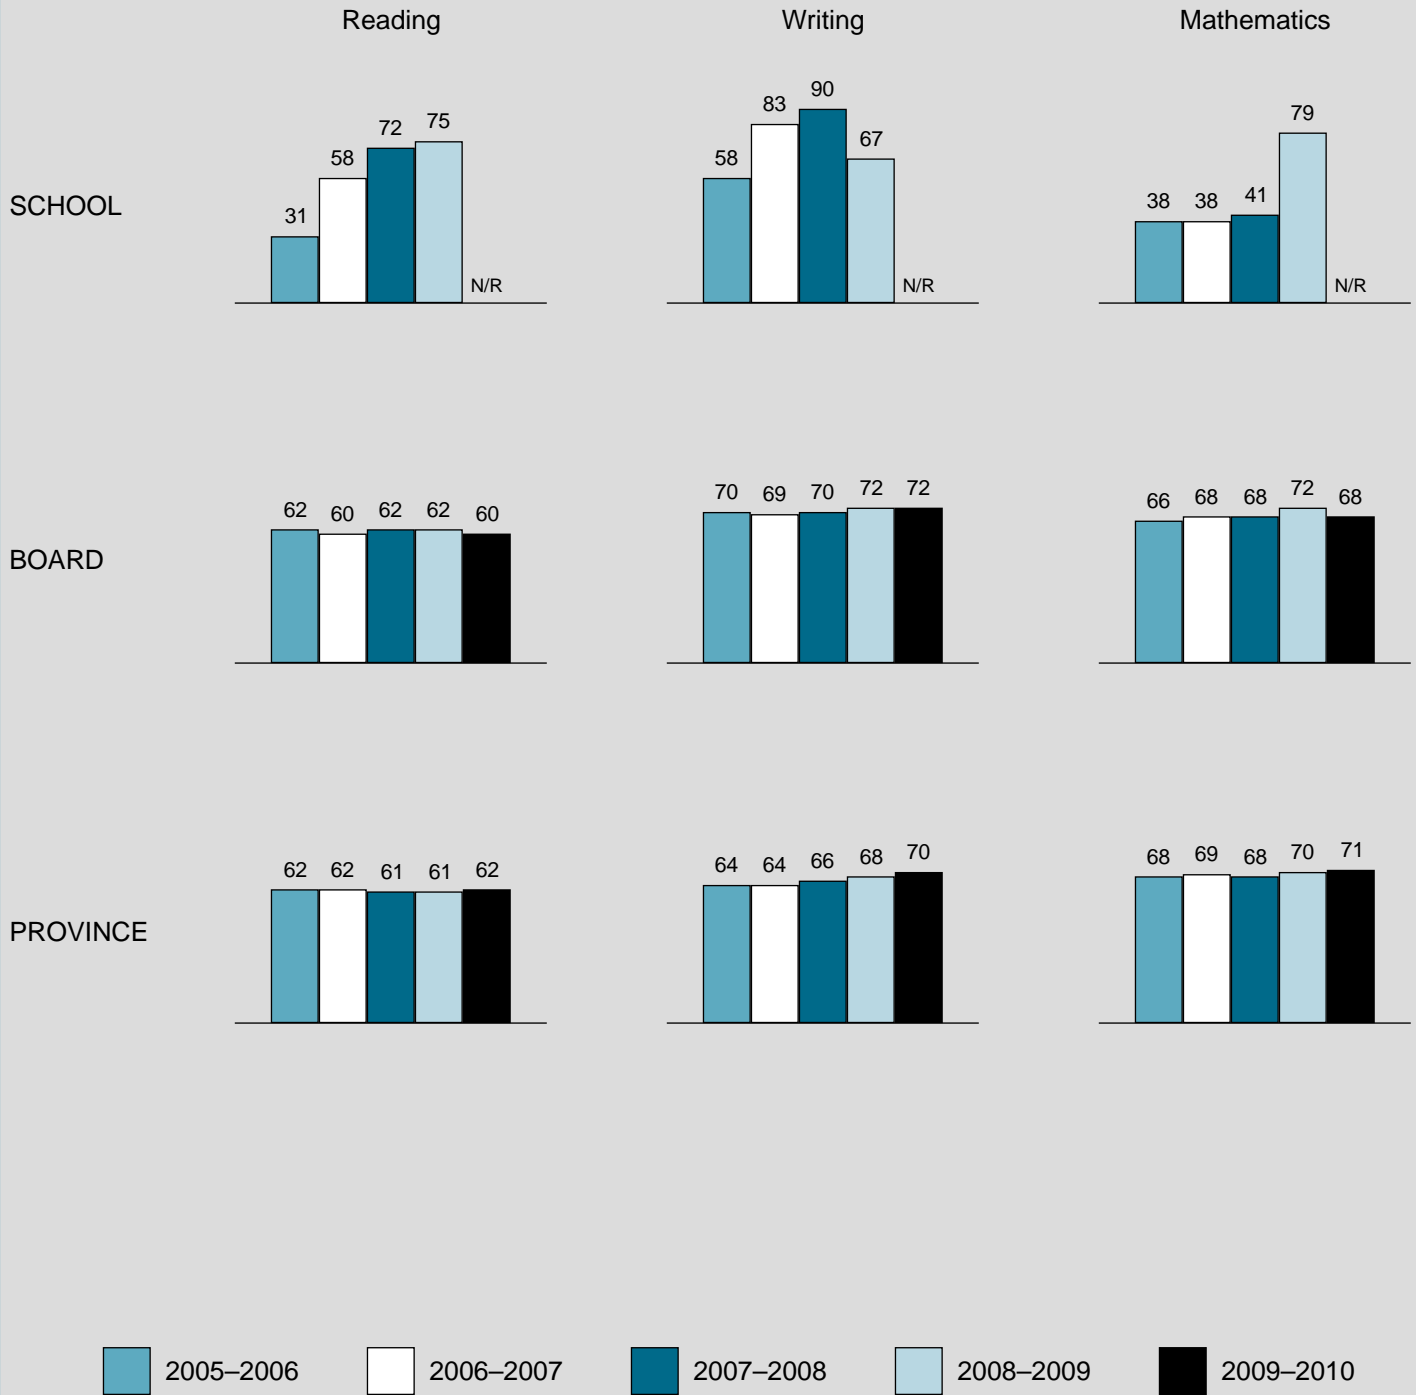 Reading Writing Mathematics
SCHOOL
31 58 72 75 N/R
58 83 90 67 N/R
38 38 41 79 N/R
BOARD
62 60 62 62 60
70 69 70 72 72
66 68 68 72 68
PROVINCE
62 62 61 61 62
64 64 66 68 70
68 69 68 70 71
2005–2006 2006–2007 2007–2008 2008–2009 2009–2010